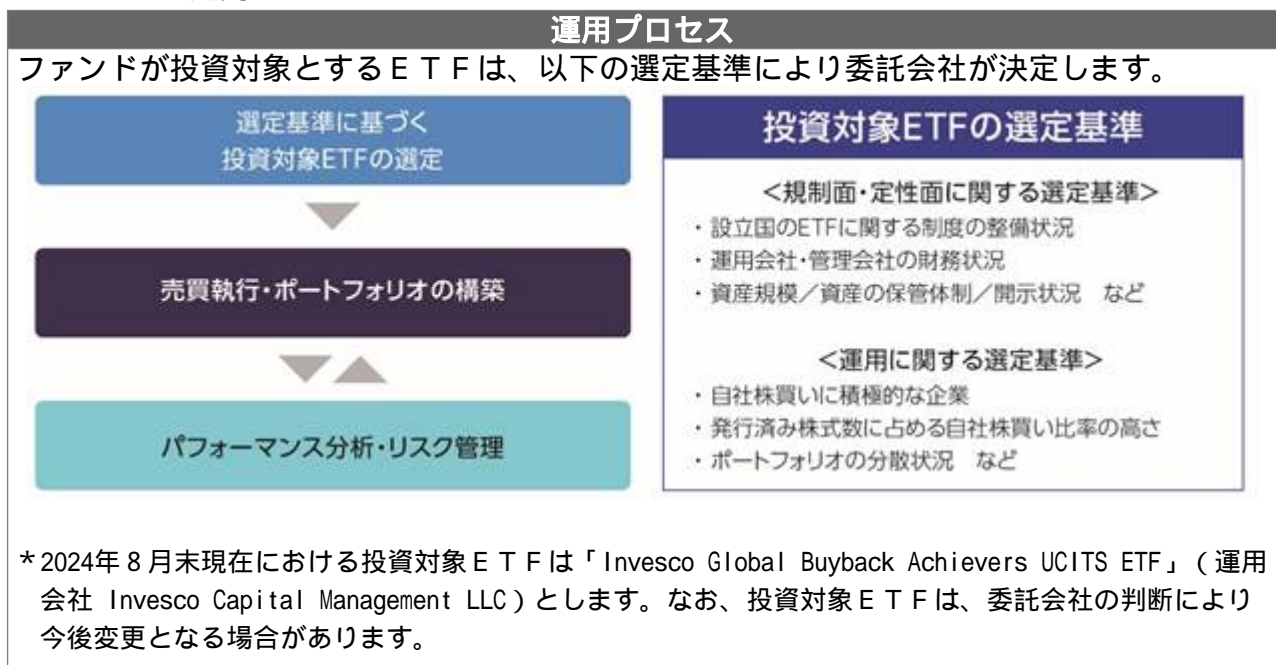 運用プロセス
ファンドが投資対象とするＥＴＦは、以下の選定基準により委託会社が決定します。
選定基準に基づく
投資対象ETFの選定
売買執行・ポートフォリオの構築
パフォーマンス分析・リスク管理
投資対象ETFの選定基準
＜規制面・定性面に関する選定基準＞
・設立国のETFに関する制度の整備状況
・運用会社・管理会社の財務状況
・資産規模／資産の保管体制／開示状況　など
＜運用に関する選定基準＞
・自社株買いに積極的な企業
・発行済み株式数に占める自社株買い比率の高さ
・ポートフォリオの分散状況　など
＊2024年８月末現在における投資対象ＥＴＦは「Invesco Global Buyback Achievers UCITS ETF」（運用
会社 Invesco Capital Management LLC）とします。なお、投資対象ＥＴＦは、委託会社の判断により
今後変更となる場合があります。